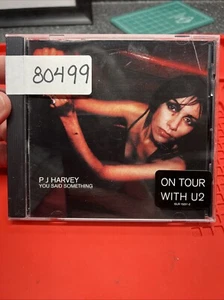 80499
P J HARVEY
YOU SAID SOMETHING
ON TOUR
WITH U2